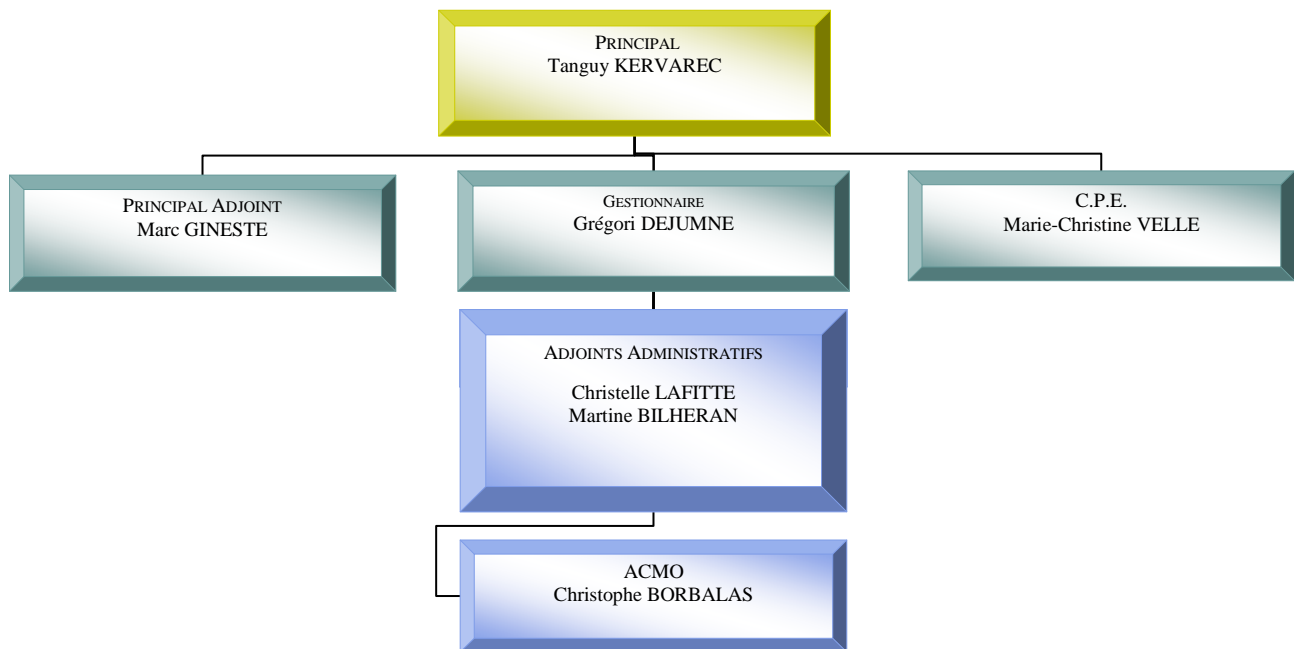 PRINCIPAL
Tanguy KERVAREC
PRINCIPAL ADJOINT
Marc GINESTE
GESTIONNAIRE
Grégori DEJUMNE
C.P.E.
Marie-Christine VELLE
ADJOINTS ADMINISTRATIFS
Christelle LAFITTE
Martine BILHERAN
ACMO
Christophe BORBALAS